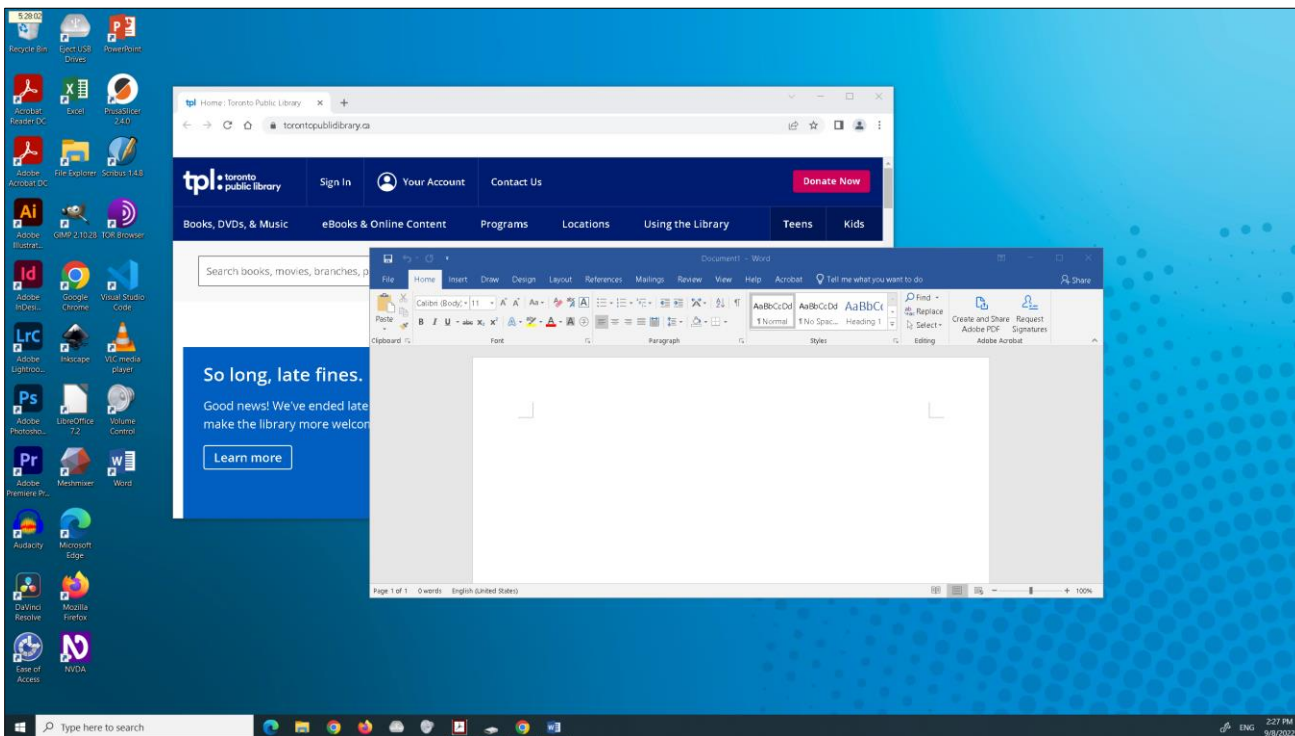 5:28:02
Recycle Bin
Eject USB
Drives
PowerPoint
Acrobat
Reader DC
Excel
PrusaSlicer
2.4.0
Adobe
Acrobat DC
File Explorer
Scribus 1.4.8
Adobe
Illustrat...
GIMP 2.10.28
TOR Browser
Adobe
InDesi...
Google
Chrome
Visual Studio
Code
Adobe
Lightroo...
Inkscape
VLC media
player
Adobe
Photosho...
LibreOffice
7.2
Volume
Control
Adobe
Premiere Pr...
Meshmixer
Word
Audacity
Microsoft
Edge
DaVinci
Resolve
Mozilla
Firefox
Ease of
Access
NVDA
tpl Home : Toronto Public Library
torontopubliclibrary.ca
tpl: toronto public library
Sign In Your Account Contact Us Donate Now
Books, DVDs, & Music eBooks & Online Content Programs Locations Using the Library Teens Kids
Search books, movies, branches, p
So long, late fines.
Good news! We've ended late
make the library more welcon
Learn more
Document1 - Word
File Home Insert Draw Design Layout References Mailings Review View Help Acrobat Tell me what you want to do Share
Paste
Calibri (Body) 11
AaBbCcDd AaBbCcDd AaBbCc
¶ Normal ¶ No Spac... Heading 1
Find
Replace
Select
Create and Share
Adobe PDF
Request
Signatures
Clipboard Font Paragraph Styles Editing Adobe Acrobat
Page 1 of 1 0 words English (United States) 100%
Type here to search
ENG 2:27 PM
9/8/2022